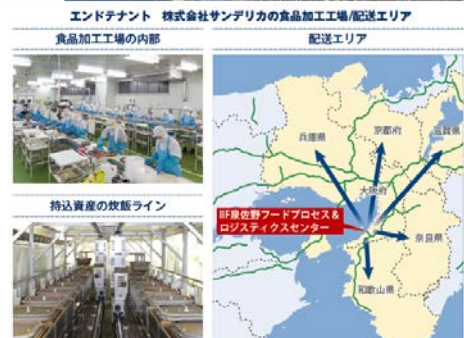 エンドテナント 株式会社サンデリカの食品加工工場/配送エリア
食品加工工場の内部
配送エリア
兵庫県
京都府
滋賀県
大阪府
IIF泉佐野フードプロセス&
ロジスティクスセンター
奈良県
和歌山県
持込資産の炊飯ライン